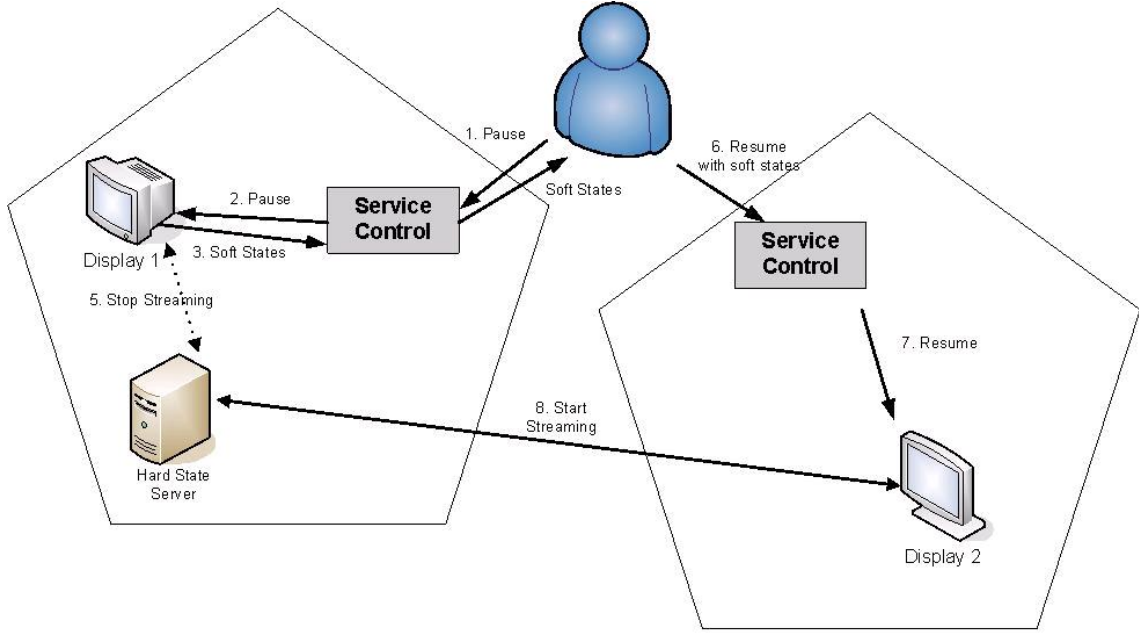 1. Pause
6. Resume
with soft states
Soft States
2. Pause
Service
Control
3. Soft States
Display 1
Service
Control
5. Stop Streaming
7. Resume
8. Start
Streaming
Hard State
Server
Display 2